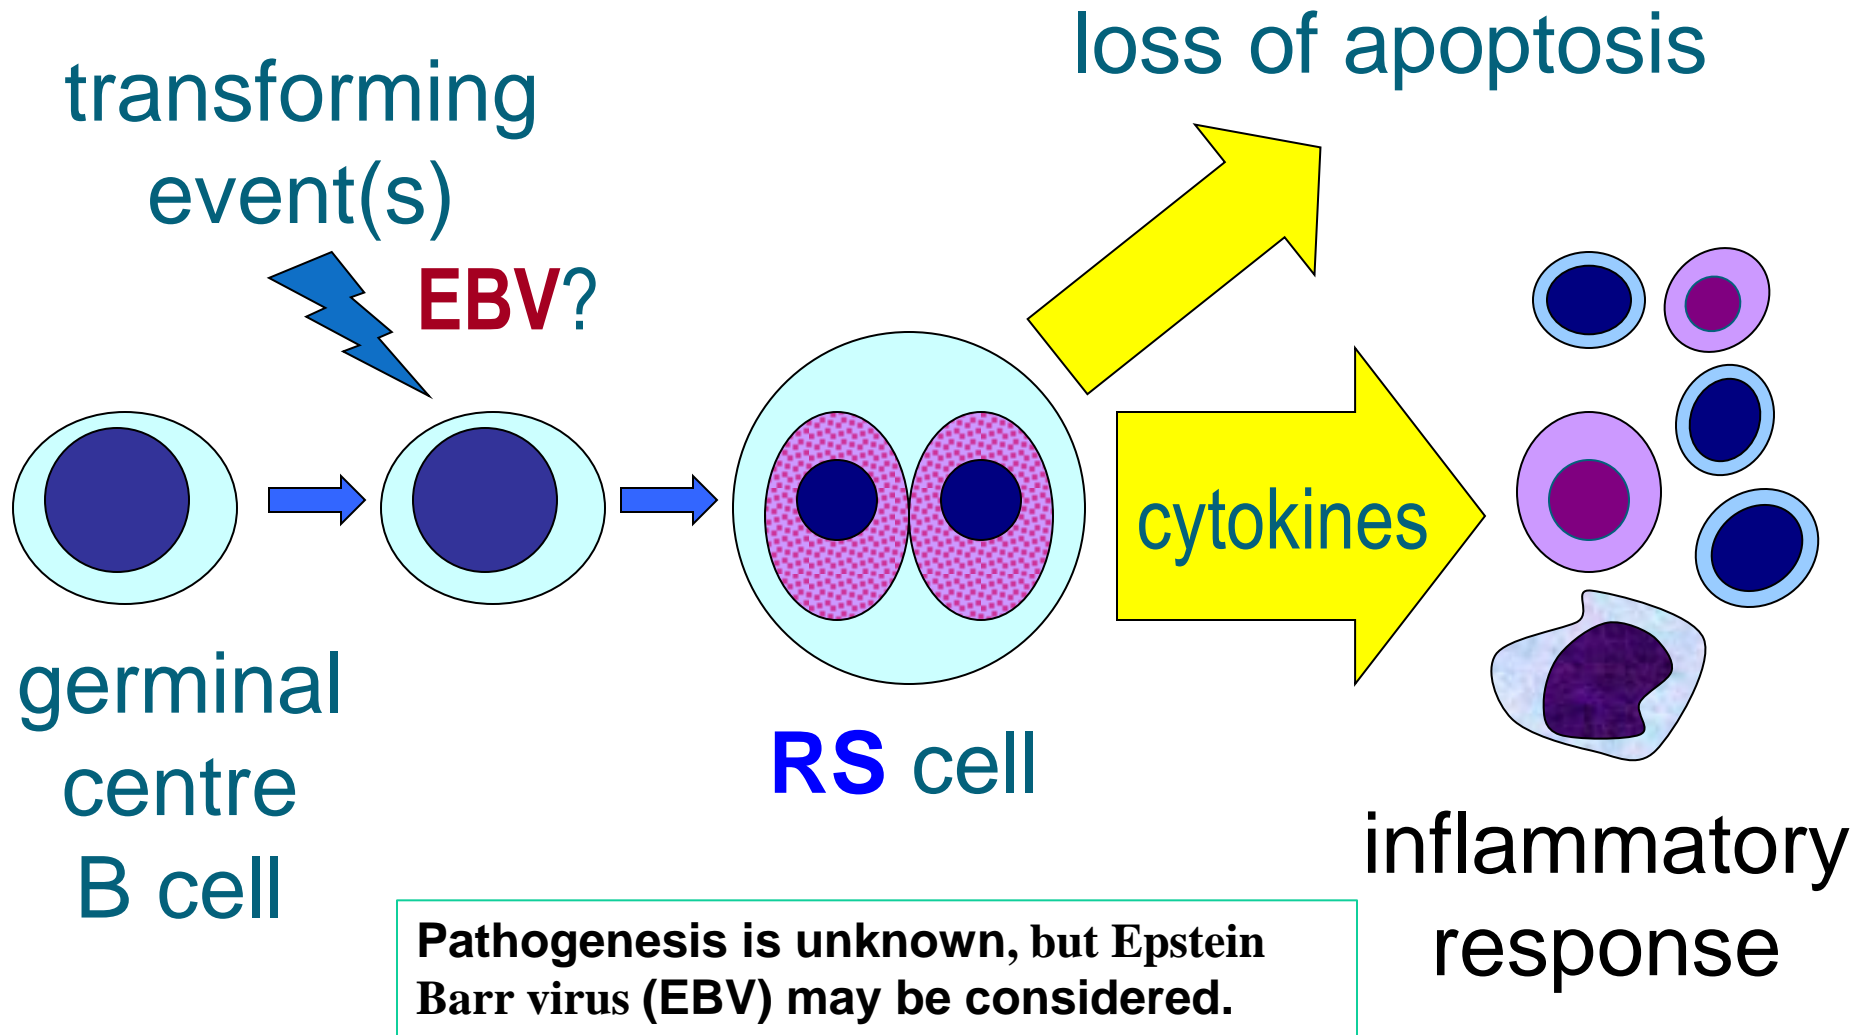 transforming
event(s)
EBV?
loss of apoptosis
cytokines
germinal
centre
B cell
RS cell
inflammatory
response
Pathogenesis is unknown, but Epstein
Barr virus (EBV) may be considered.